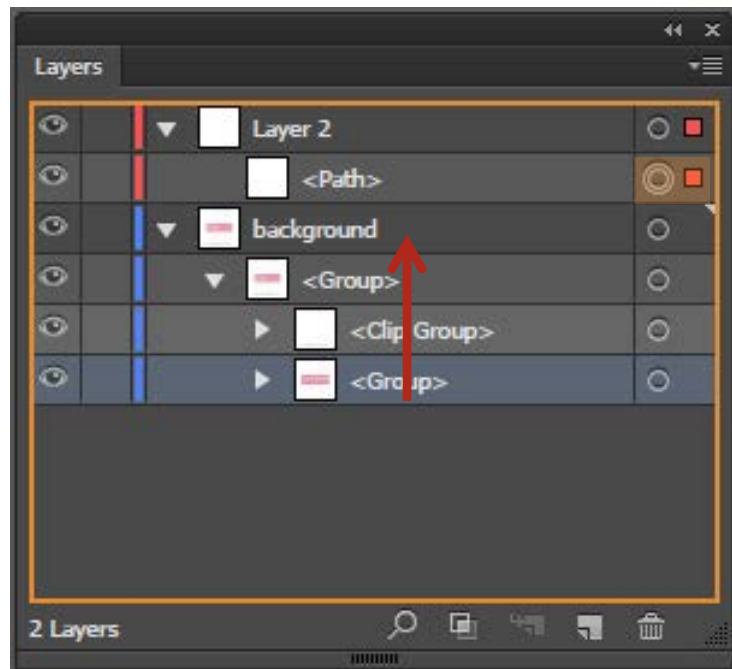 Layers
Layer 2
<Path>
background
<Group>
<Clip Group>
<Group>
2 Layers